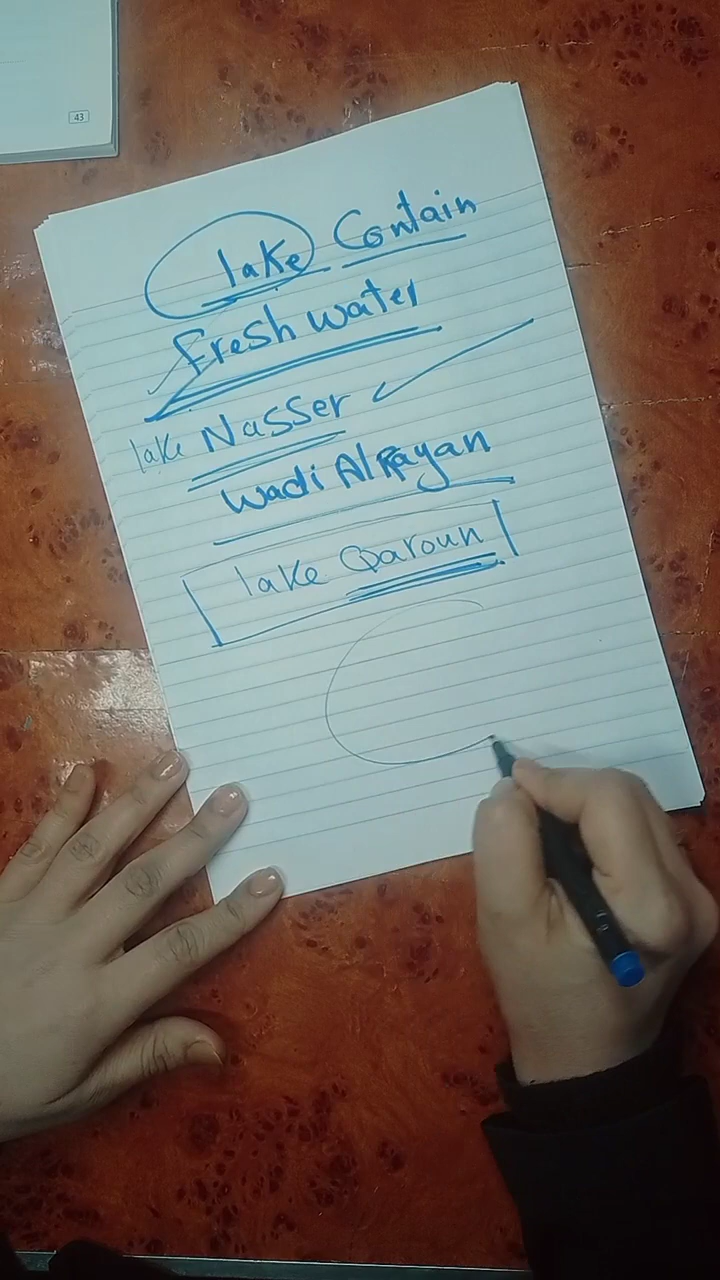 43
lake Contain
fresh water
lake Nasser
Wadi AlRayan
lake Qaroun